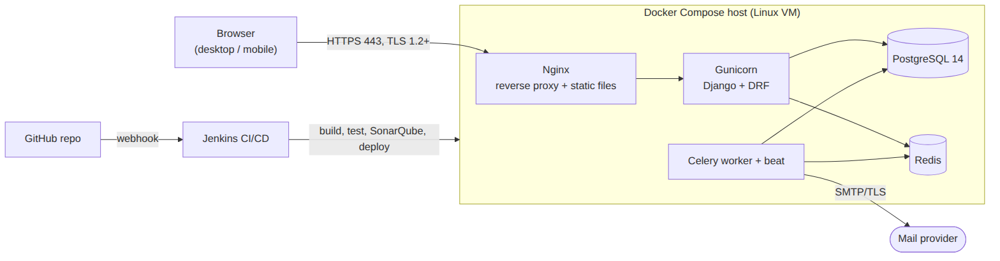 Docker Compose host (Linux VM)
Browser
(desktop / mobile)
HTTPS 443, TLS 1.2+
Nginx
reverse proxy + static files
Gunicorn
Django + DRF
PostgreSQL 14
GitHub repo
webhook
Jenkins CI/CD
build, test, SonarQube,
deploy
Celery worker + beat
Redis
SMTP/TLS
Mail provider